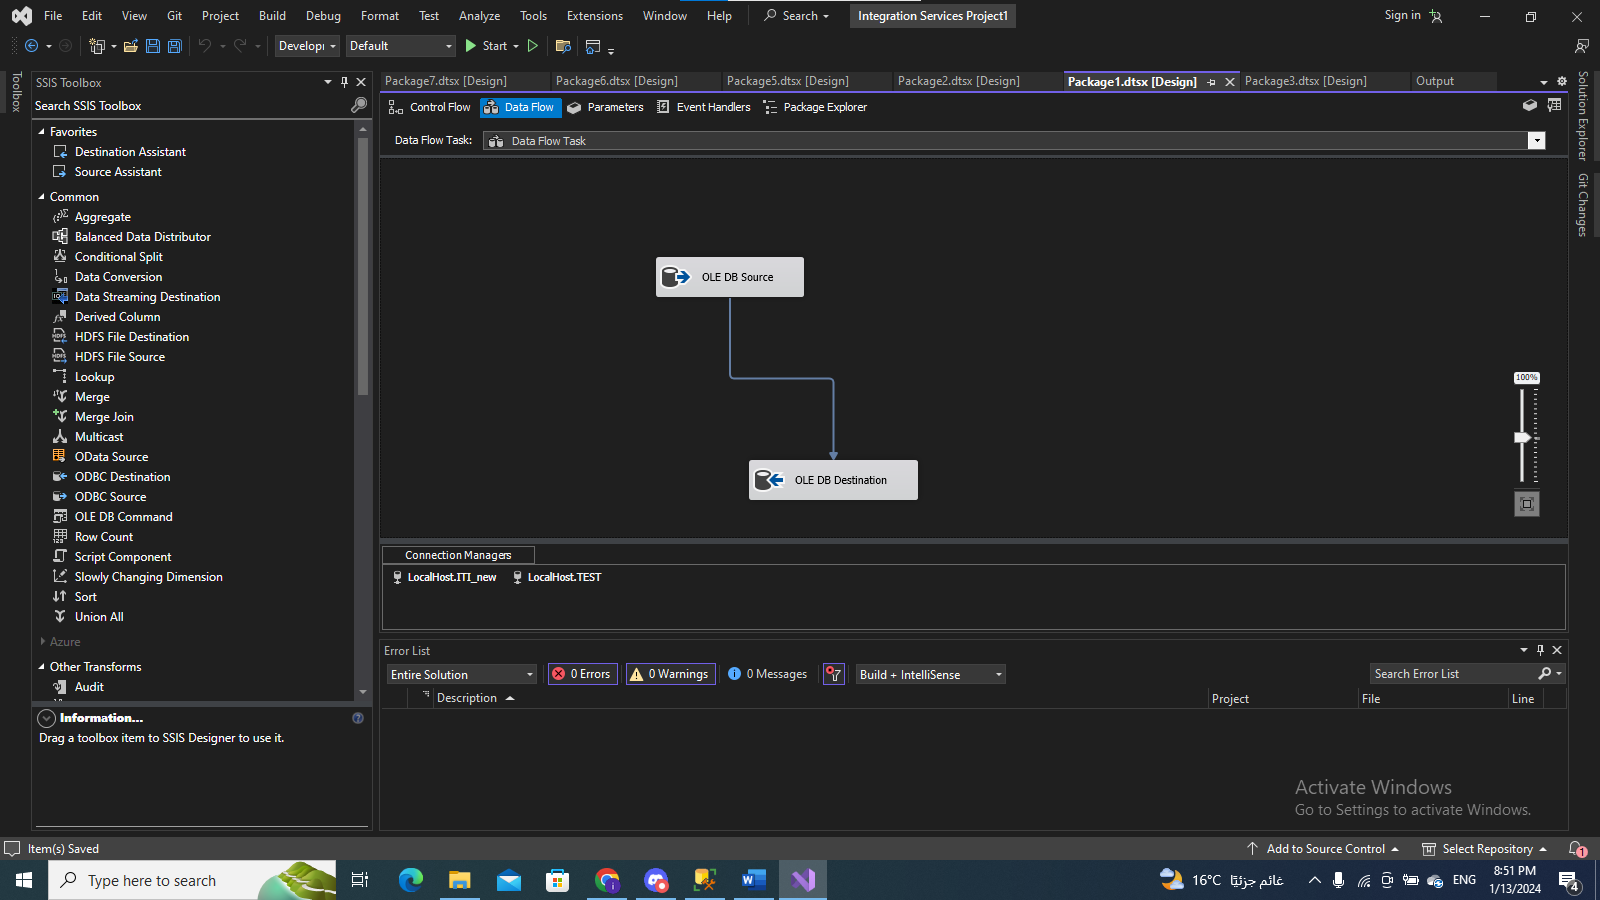 File Edit View Git Project Build Debug Format Test Analyze Tools Extensions Window Help Search Integration Services Project1 Sign in
Develop Default Start
Toolbox
SSIS Toolbox
Search SSIS Toolbox
Favorites
Destination Assistant
Source Assistant
Common
Aggregate
Balanced Data Distributor
Conditional Split
Data Conversion
Data Streaming Destination
Derived Column
HDFS File Destination
HDFS File Source
Lookup
Merge
Merge Join
Multicast
OData Source
ODBC Destination
ODBC Source
OLE DB Command
Row Count
Script Component
Slowly Changing Dimension
Sort
Union All
Azure
Other Transforms
Audit
Information...
Drag a toolbox item to SSIS Designer to use it.
Package7.dtsx [Design] Package6.dtsx [Design] Package5.dtsx [Design] Package2.dtsx [Design] Package1.dtsx [Design] Package3.dtsx [Design] Output
Control Flow Data Flow Parameters Event Handlers Package Explorer
Data Flow Task: Data Flow Task
OLE DB Source
100%
OLE DB Destination
Connection Managers
LocalHost.ITI_new LocalHost.TEST
Solution Explorer
Git Changes
Error List
Entire Solution 0 Errors 0 Warnings 0 Messages Build + IntelliSense Search Error List
Description Project File Line
Activate Windows
Go to Settings to activate Windows.
Item(s) Saved Add to Source Control Select Repository 1
Type here to search 16°C غائم جزئيًا ENG 8:51 PM
1/13/2024 4